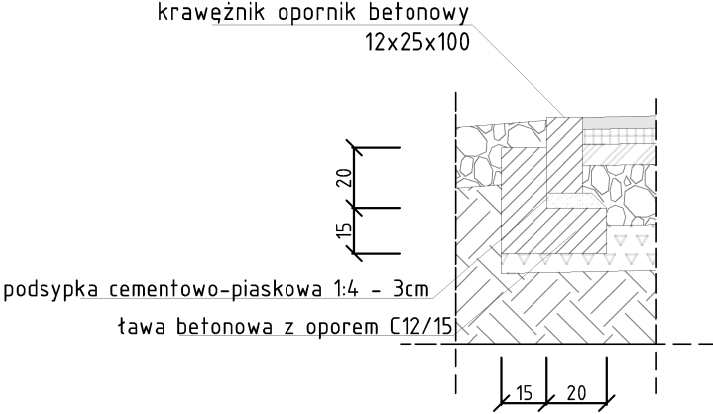 krawężnik opornik betonowy
12x25x100
20
15
podsypka cementowo-piaskowa 1:4 - 3cm
ława betonowa z oporem C12/15
15 20